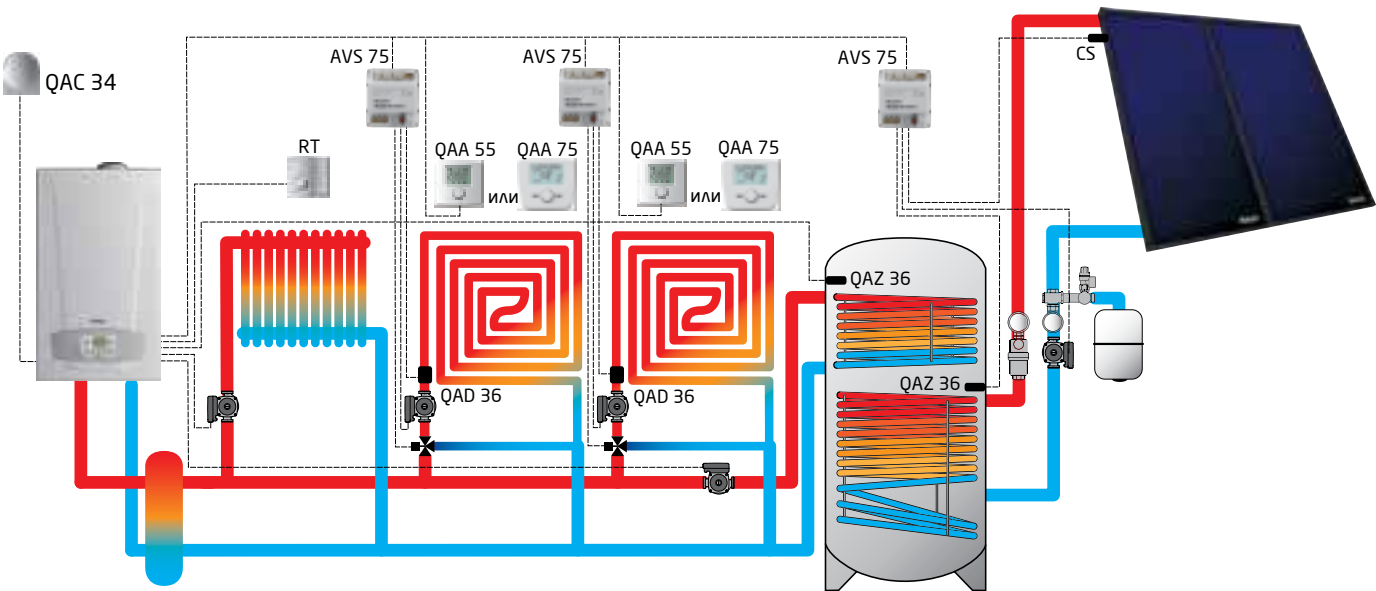 AVS 75
AVS 75
AVS 75
CS
QAC 34
RT
QAA 55
или
QAA 75
QAA 55
или
QAA 75
QAZ 36
QAZ 36
QAD 36
QAD 36